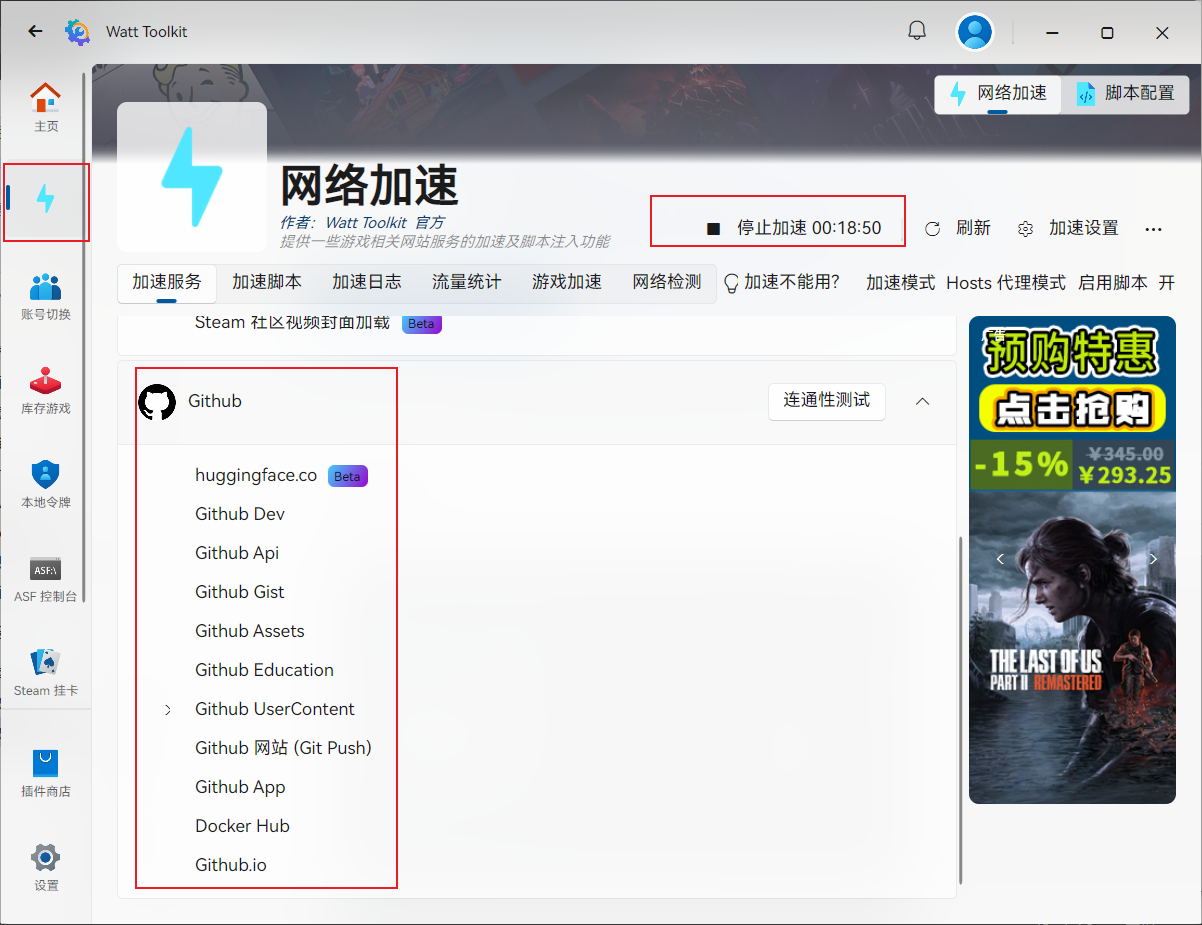 Watt Toolkit
主页
账号切换
库存游戏
本地令牌
ASF:\
ASF 控制台
Steam 挂卡
插件商店
设置
网络加速
脚本配置
网络加速
作者: Watt Toolkit 官方
提供一些游戏相关网站服务的加速及脚本注入功能
停止加速 00:18:50
刷新
加速设置
加速服务
加速脚本
加速日志
流量统计
游戏加速
网络检测
加速不能用?
加速模式 Hosts 代理模式 启用脚本 开
Steam 社区视频封面加载 Beta
Github
连通性测试
huggingface.co Beta
Github Dev
Github Api
Github Gist
Github Assets
Github Education
Github UserContent
Github 网站 (Git Push)
Github App
Docker Hub
Github.io
广告
预购特惠
点击抢购
-15%
¥345.00
¥293.25
THE LAST OF US
PART II REMASTERED